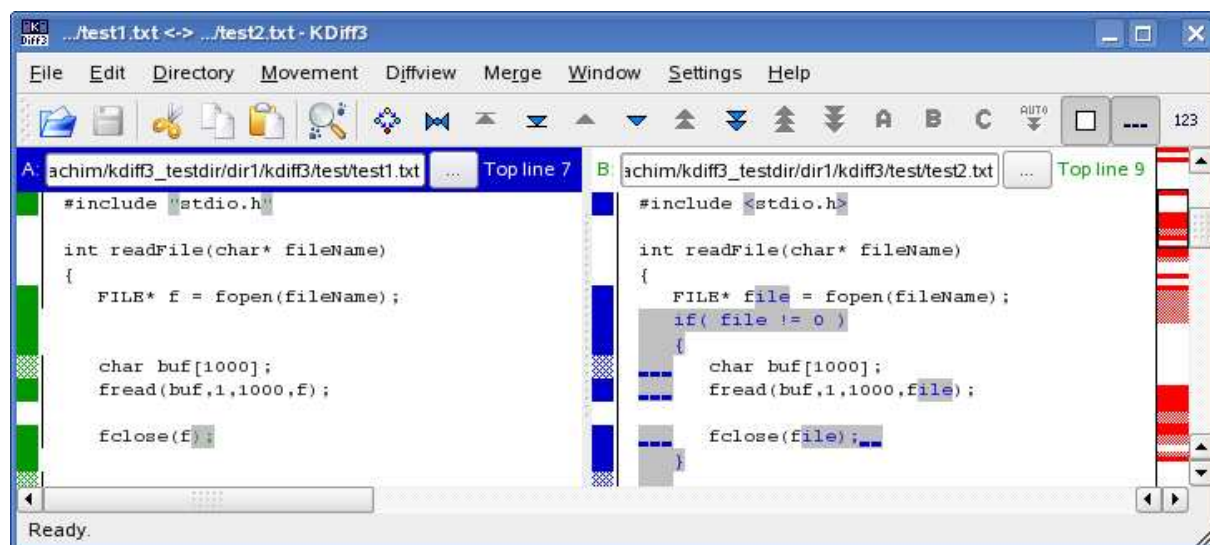 K
Diff3
.../test1.txt <-> .../test2.txt - KDiff3
File Edit Directory Movement Diffview Merge Window Settings Help
A B C AUTO 123
A: achim/kdiff3_testdir/dir1/kdiff3/test/test1.txt ... Top line 7
#include "stdio.h"
int readFile(char* fileName)
{
FILE* f = fopen(fileName);
char buf[1000];
fread(buf,1,1000,f);
fclose(f);
B: achim/kdiff3_testdir/dir1/kdiff3/test/test2.txt ... Top line 9
#include <stdio.h>
int readFile(char* fileName)
{
FILE* file = fopen(fileName);
if( file != 0 )
{
char buf[1000];
fread(buf,1,1000,file);
fclose(file);
}
Ready.